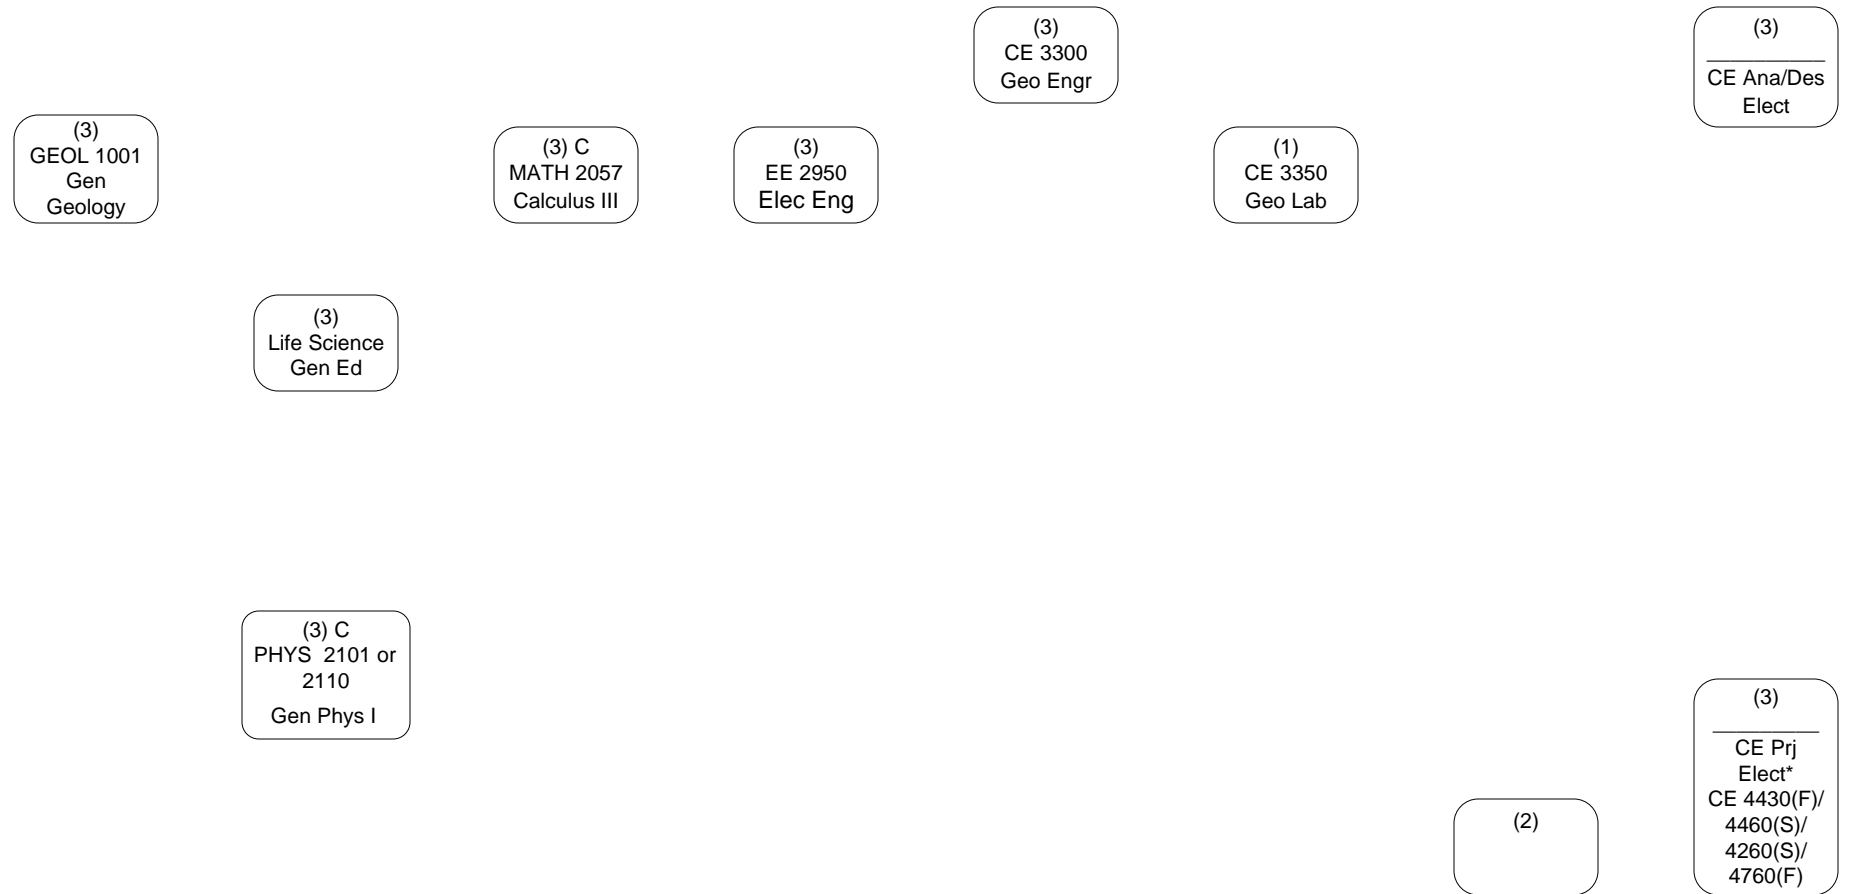 (3)
CE 3300
Geo Engr
(3)
__________
CE Ana/Des
Elect
(3)
GEOL 1001
Gen
Geology
(3) C
MATH 2057
Calculus III
(3)
EE 2950
Elec Eng
(1)
CE 3350
Geo Lab
(3)
Life Science
Gen Ed
(3) C
PHYS 2101 or
2110
Gen Phys I
(3)
_________
CE Prj
Elect*
CE 4430(F)/
4460(S)/
4260(S)/
4760(F)
(2)